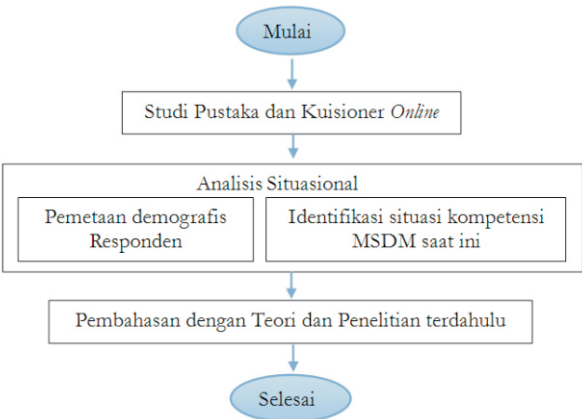 Mulai
Studi Pustaka dan Kuisioner Online
Analisis Situasional
Pemetaan demografis
Responden
Identifikasi situasi kompetensi
MSDM saat ini
Pembahasan dengan Teori dan Penelitian terdahulu
Selesai